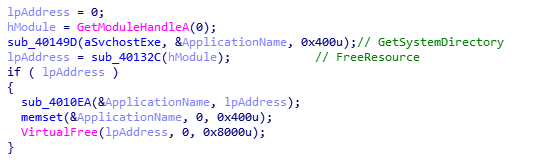 lpAddress = 0;
hModule = GetModuleHandleA(0);
sub_40149D(aSvchostExe, &ApplicationName, 0x400u);// GetSystemDirectory
lpAddress = sub_40132C(hModule);            // FreeResource
if ( lpAddress )
{
  sub_4010EA(&ApplicationName, lpAddress);
  memset(&ApplicationName, 0, 0x400u);
  VirtualFree(lpAddress, 0, 0x8000u);
}